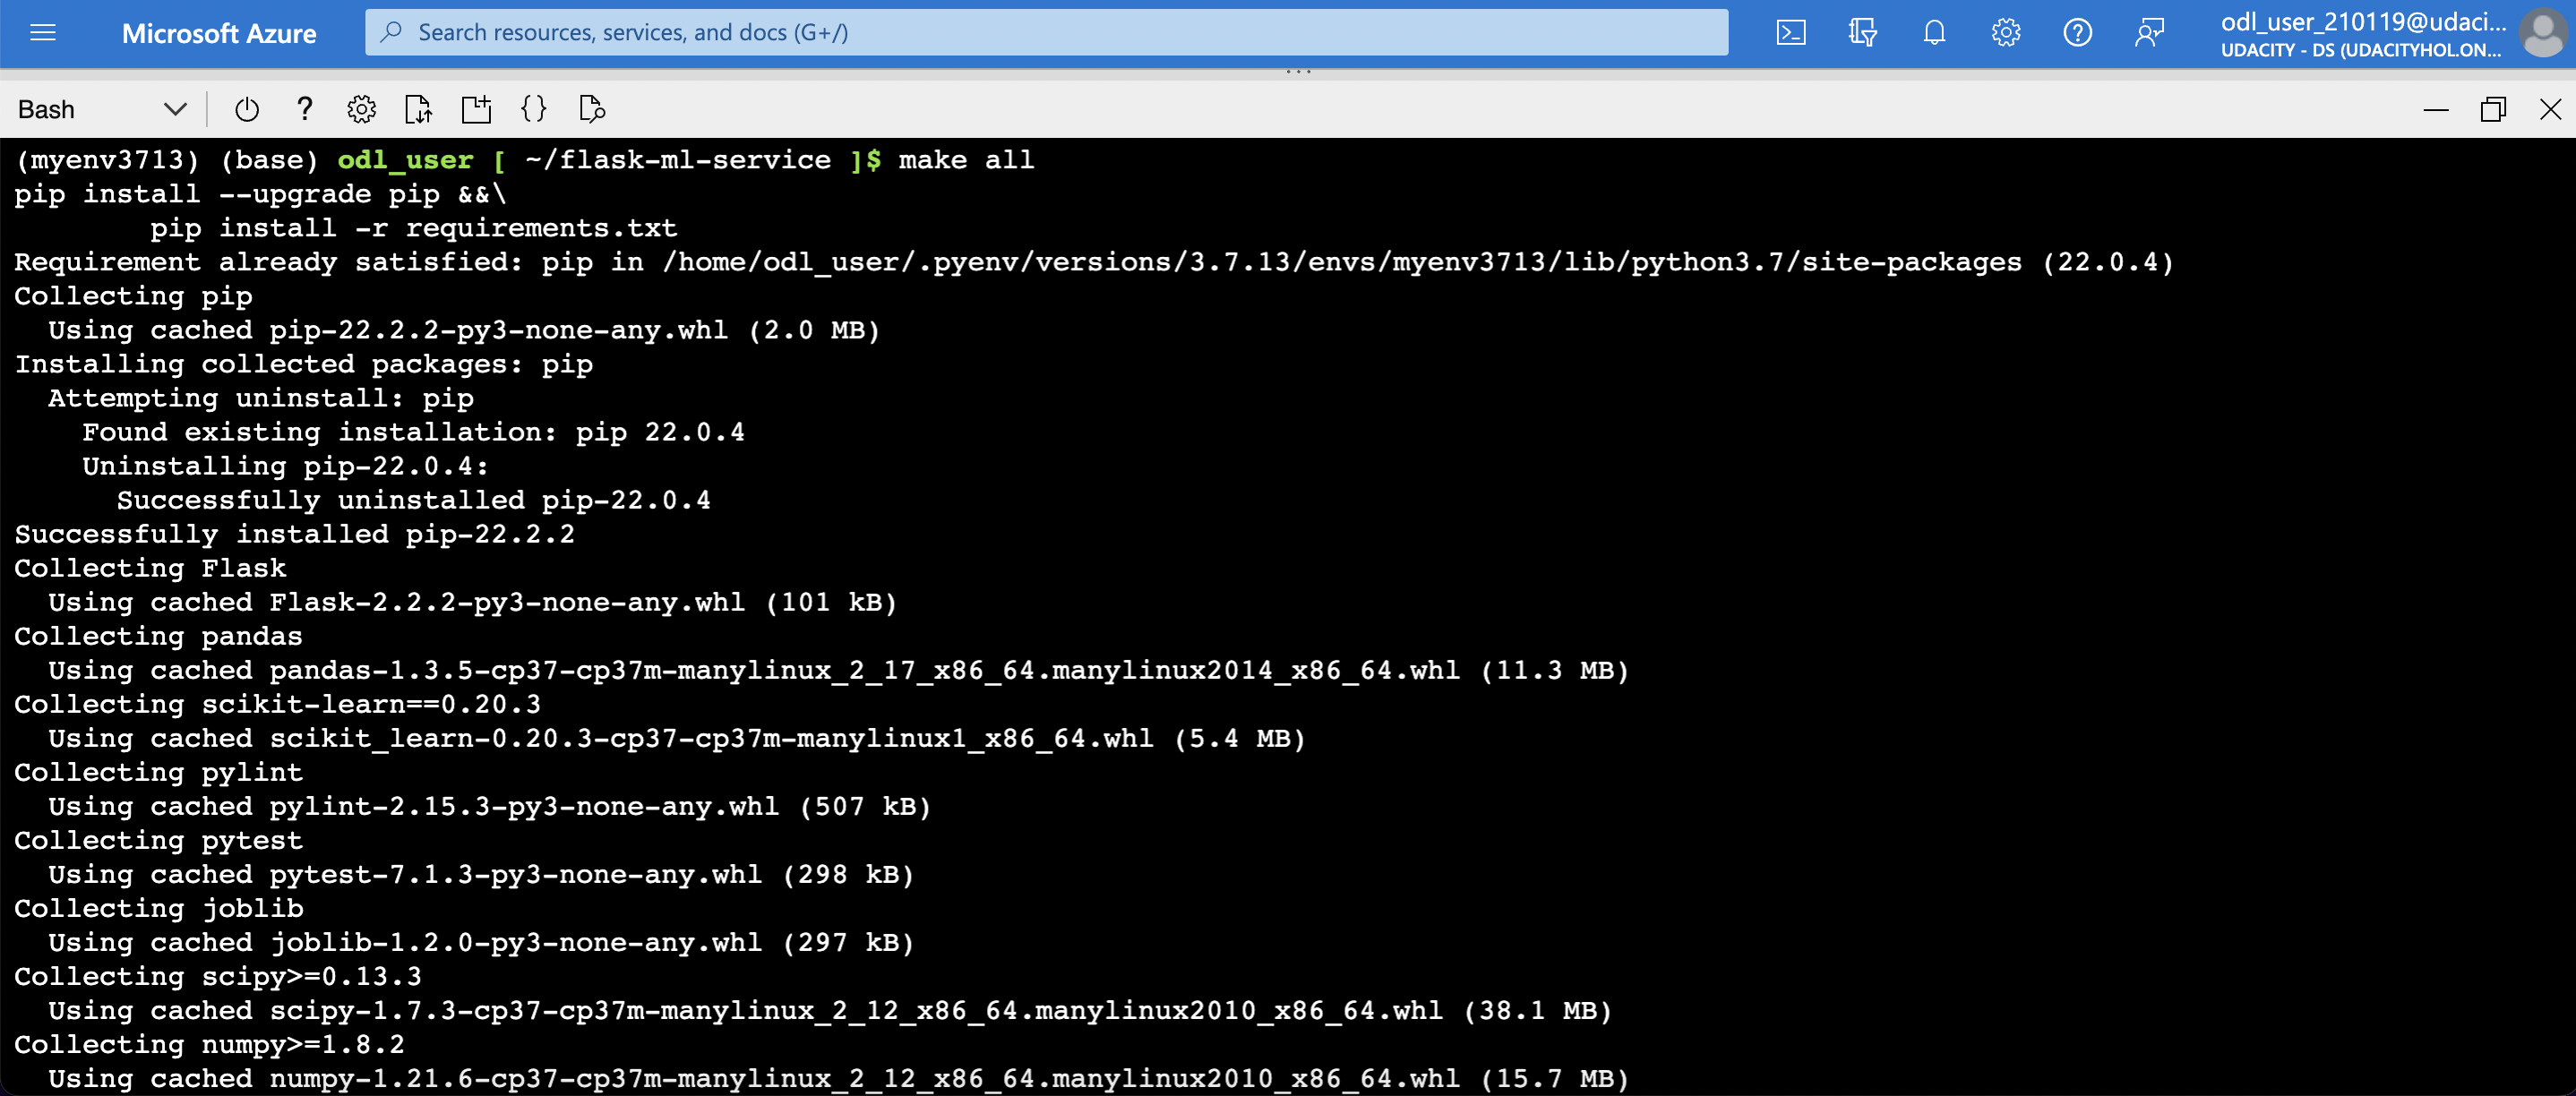 Microsoft Azure
Search resources, services, and docs (G+/)
odl_user_210119@udaci...
UDACITY - DS (UDACITYHOL.ON...
Bash
(myenv3713) (base) odl_user [ ~/flask-ml-service ]$ make all
pip install --upgrade pip &&\
pip install -r requirements.txt
Requirement already satisfied: pip in /home/odl_user/.pyenv/versions/3.7.13/envs/myenv3713/lib/python3.7/site-packages (22.0.4)
Collecting pip
Using cached pip-22.2.2-py3-none-any.whl (2.0 MB)
Installing collected packages: pip
Attempting uninstall: pip
Found existing installation: pip 22.0.4
Uninstalling pip-22.0.4:
Successfully uninstalled pip-22.0.4
Successfully installed pip-22.2.2
Collecting Flask
Using cached Flask-2.2.2-py3-none-any.whl (101 kB)
Collecting pandas
Using cached pandas-1.3.5-cp37-cp37m-manylinux_2_17_x86_64.manylinux2014_x86_64.whl (11.3 MB)
Collecting scikit-learn==0.20.3
Using cached scikit_learn-0.20.3-cp37-cp37m-manylinux1_x86_64.whl (5.4 MB)
Collecting pylint
Using cached pylint-2.15.3-py3-none-any.whl (507 kB)
Collecting pytest
Using cached pytest-7.1.3-py3-none-any.whl (298 kB)
Collecting joblib
Using cached joblib-1.2.0-py3-none-any.whl (297 kB)
Collecting scipy>=0.13.3
Using cached scipy-1.7.3-cp37-cp37m-manylinux_2_12_x86_64.manylinux2010_x86_64.whl (38.1 MB)
Collecting numpy>=1.8.2
Using cached numpy-1.21.6-cp37-cp37m-manylinux_2_12_x86_64.manylinux2010_x86_64.whl (15.7 MB)